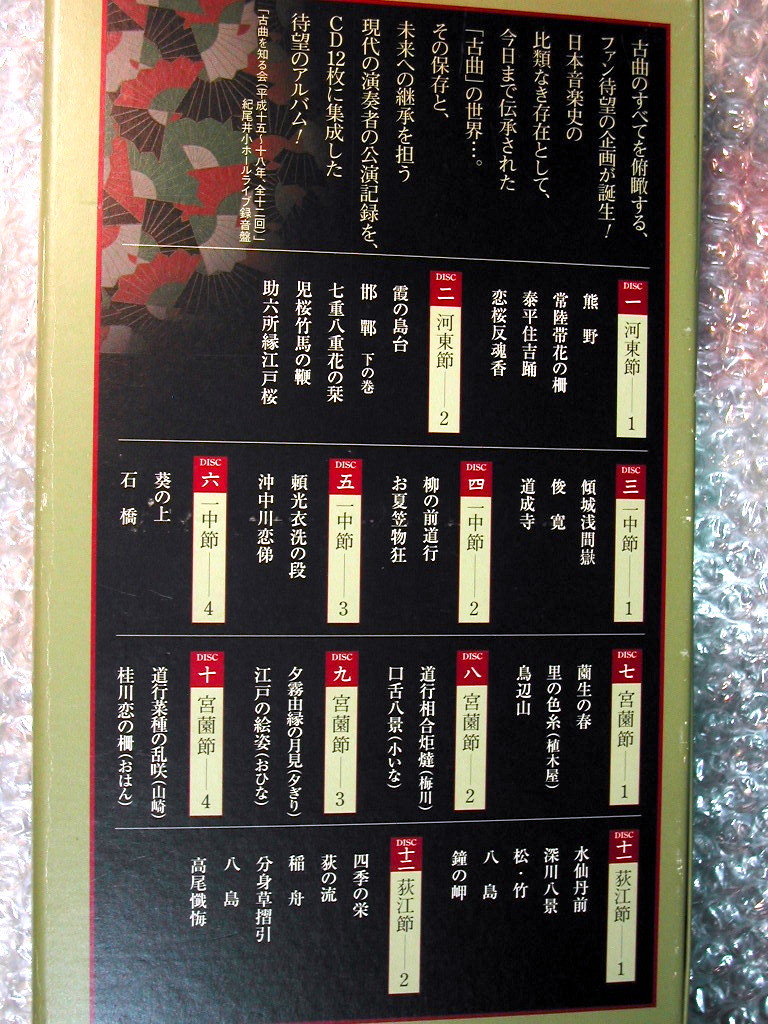 古曲のすべてを俯瞰する、
ファン待望の企画が誕生!
日本音楽史の
比類なき存在として、
今日まで伝承された
「古曲」の世界…。
その保存と、
未来への継承を担う
現代の演奏者の公演記録を、
CD12枚に集成した
待望のアルバム!
「古曲を知る会(平成十五~十八年、全十二回)」
紀尾井小ホールライブ録音盤
DISC 一 河東節──1
熊野
常陸帯花の柵
泰平住吉踊
恋桜反魂香
DISC 二 河東節──2
霞の島台
邯鄲 下の巻
七重八重花の栞
児桜竹馬の鞭
助六所縁江戸桜
DISC 三 一中節──1
傾城浅間嶽
俊寛
道成寺
DISC 四 一中節──2
柳の前道行
お夏笠物狂
DISC 五 一中節──3
頼光衣洗の段
沖中川恋俤
DISC 六 一中節──4
葵の上
石橋
DISC 七 宮薗節──1
薗生の春
里の色糸(植木屋)
鳥辺山
DISC 八 宮薗節──2
道行相合炬燵(梅川)
口舌八景(小いな)
DISC 九 宮薗節──3
夕霧由縁の月見(夕ぎり)
江戸の絵姿(おひな)
DISC 十 宮薗節──4
道行菜種の乱咲(山崎)
桂川恋の柵(おはん)
DISC 十一 荻江節──1
水仙丹前
深川八景
松・竹
八島
鐘の岬
DISC 十二 荻江節──2
四季の栄
荻の流
稲舟
分身草摺引
八島
高尾懺悔